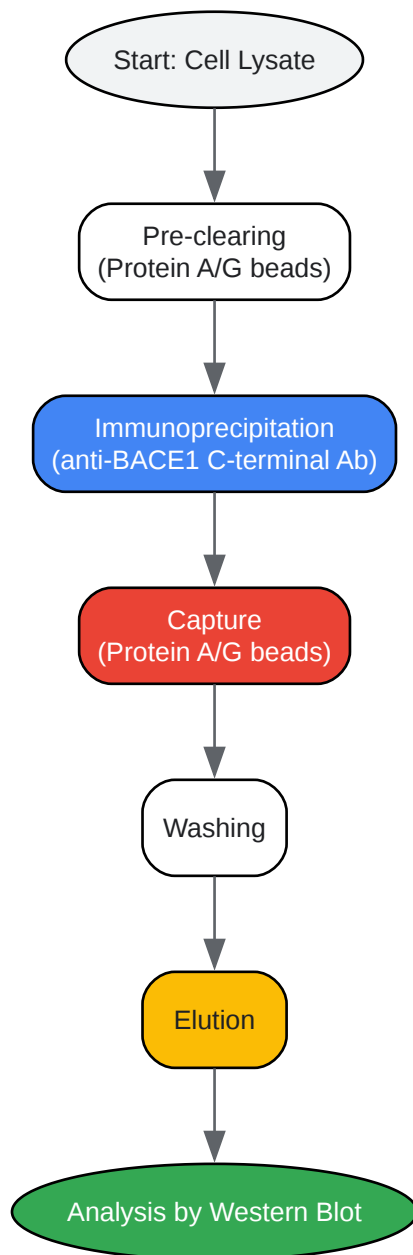 Start: Cell Lysate
Pre-clearing
(Protein A/G beads)
Immunoprecipitation
(anti-BACE1 C-terminal Ab)
Capture
(Protein A/G beads)
Washing
Elution
Analysis by Western Blot